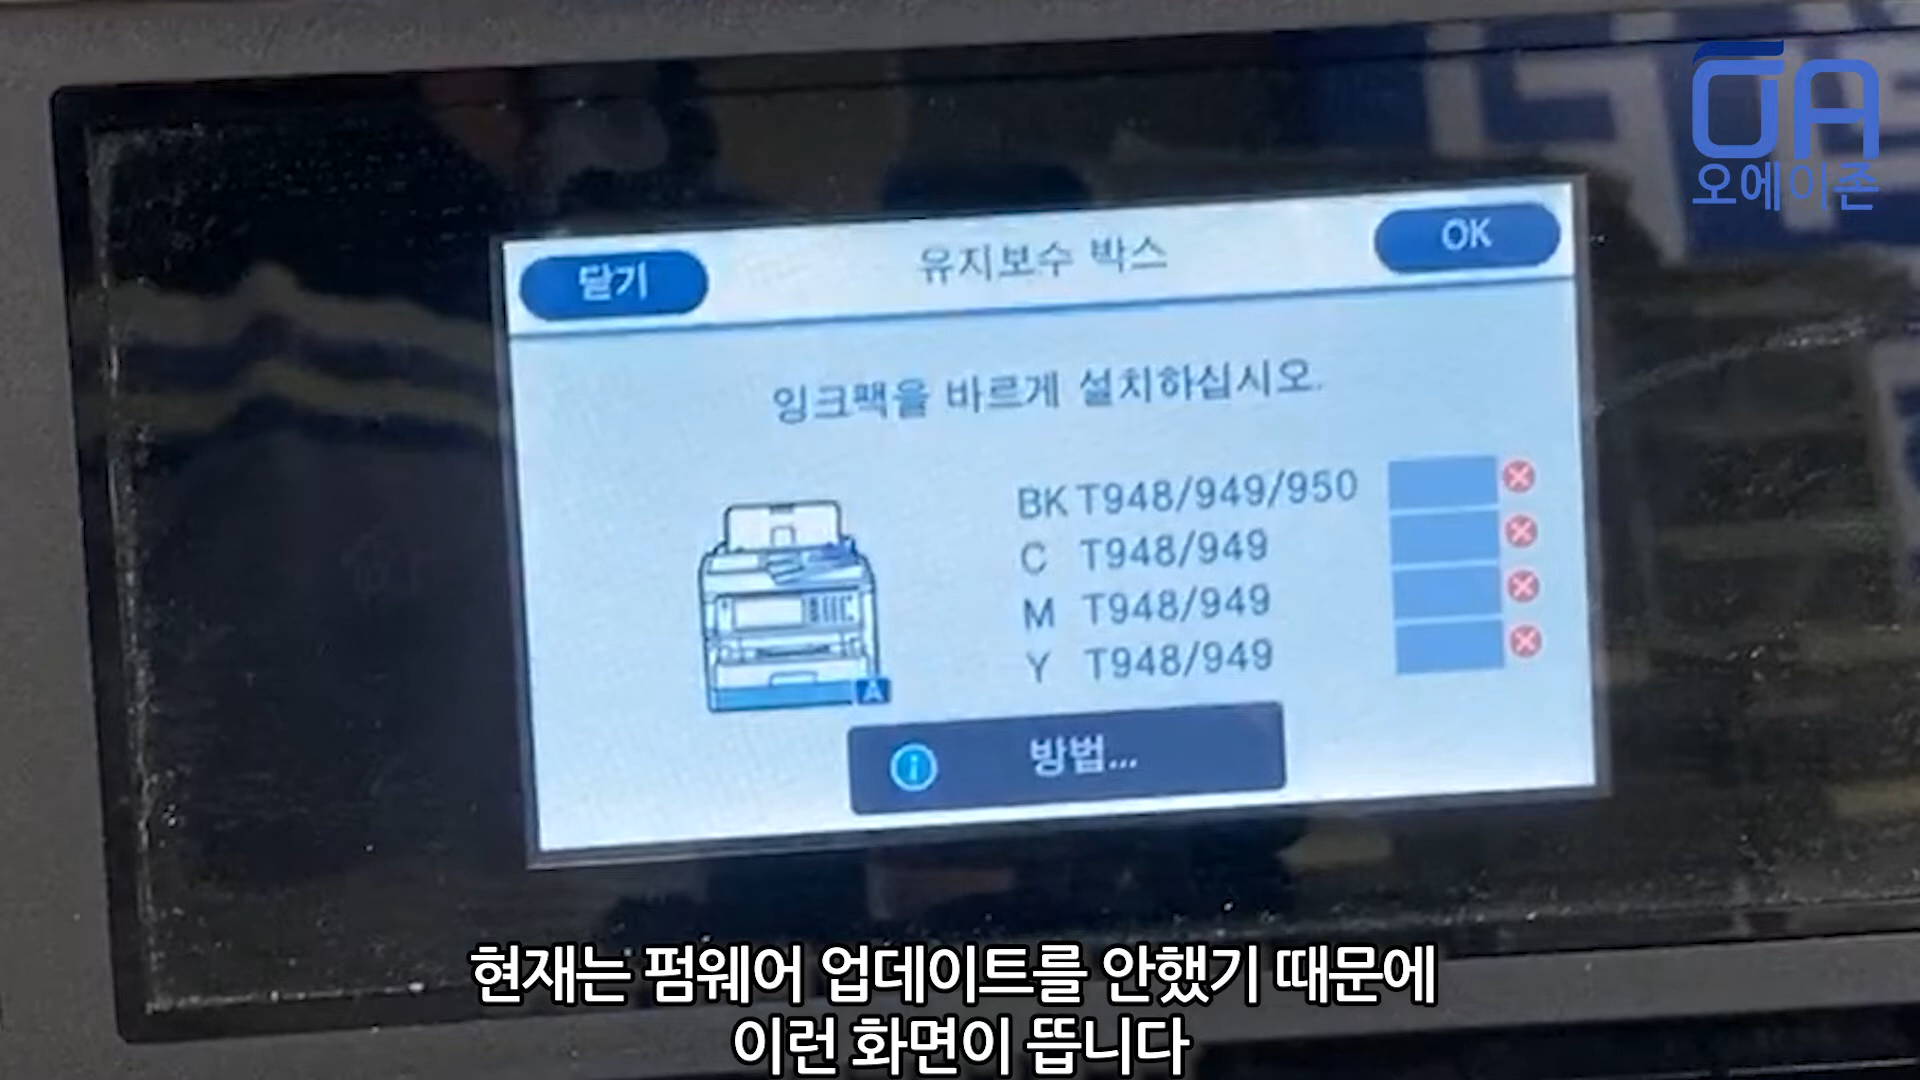 OA
오에이존
닫기
유지보수 박스
OK
잉크팩을 바르게 설치하십시오.
BK T948/949/950
C T948/949
M T948/949
Y T948/949
A
i 방법...
현재는 펌웨어 업데이트를 안했기 때문에
이런 화면이 뜹니다